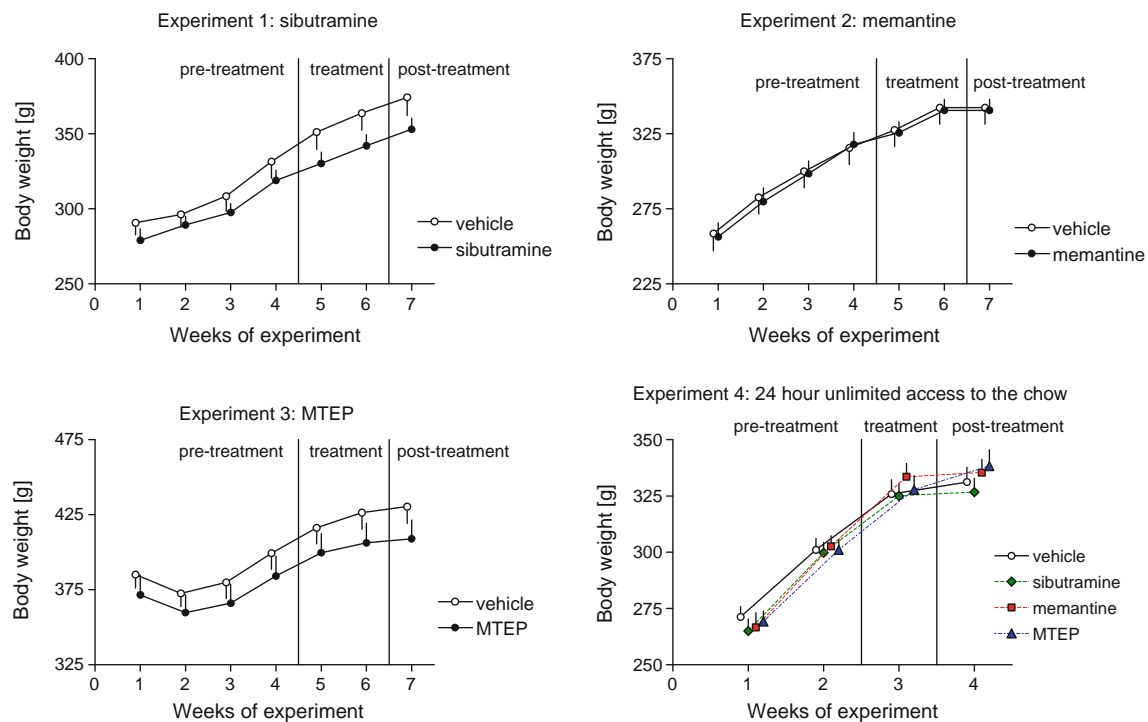 Experiment 1: sibutramine
400
350
300
250
Body weight [g]
pre-treatment
treatment
post-treatment
vehicle
sibutramine
0 1 2 3 4 5 6 7
Weeks of experiment
Experiment 2: memantine
375
325
275
225
Body weight [g]
pre-treatment
treatment
post-treatment
vehicle
memantine
0 1 2 3 4 5 6 7
Weeks of experiment
Experiment 3: MTEP
475
425
375
325
Body weight [g]
pre-treatment
treatment
post-treatment
vehicle
MTEP
0 1 2 3 4 5 6 7
Weeks of experiment
Experiment 4: 24 hour unlimited access to the chow
350
325
300
275
250
Body weight [g]
pre-treatment
treatment
post-treatment
vehicle
sibutramine
memantine
MTEP
0 1 2 3 4
Weeks of experiment